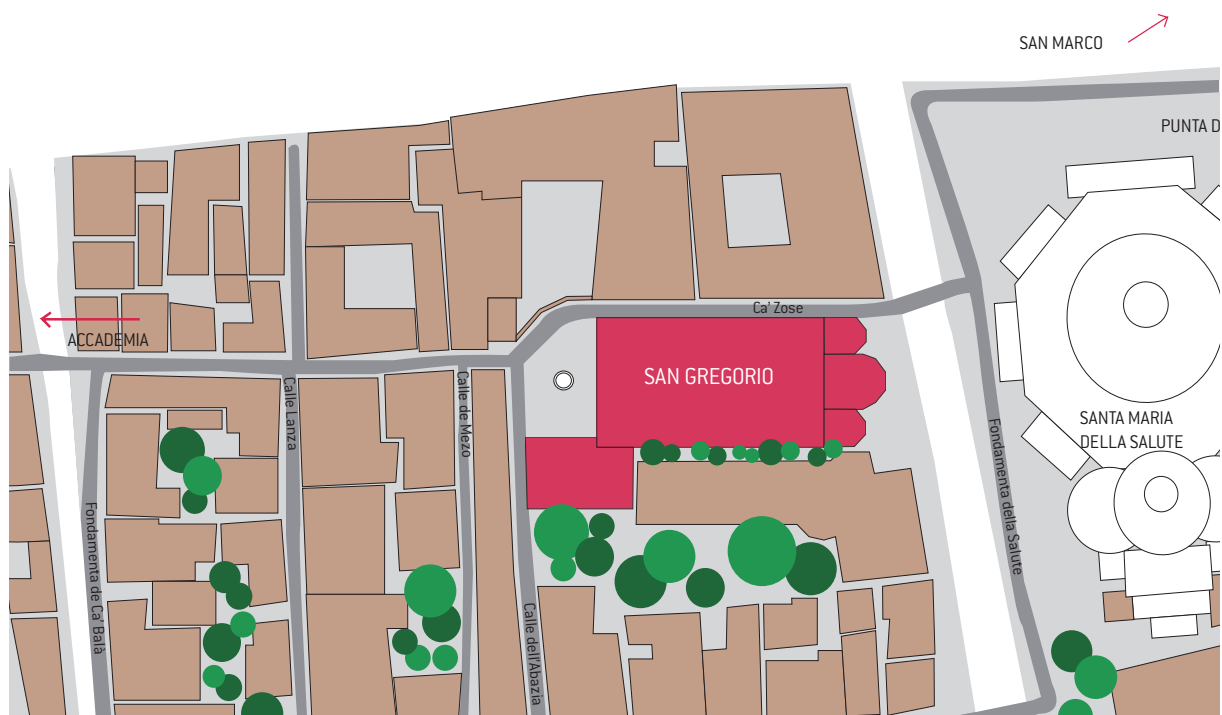 SAN MARCO
PUNTA D
Ca' Zose
ACCADEMIA
SAN GREGORIO
Calle Lanza
Calle de Mezo
SANTA MARIA
DELLA SALUTE
Fondamenta de Ca' Balà
Calle dell'Abazia
Fondamenta della Salute